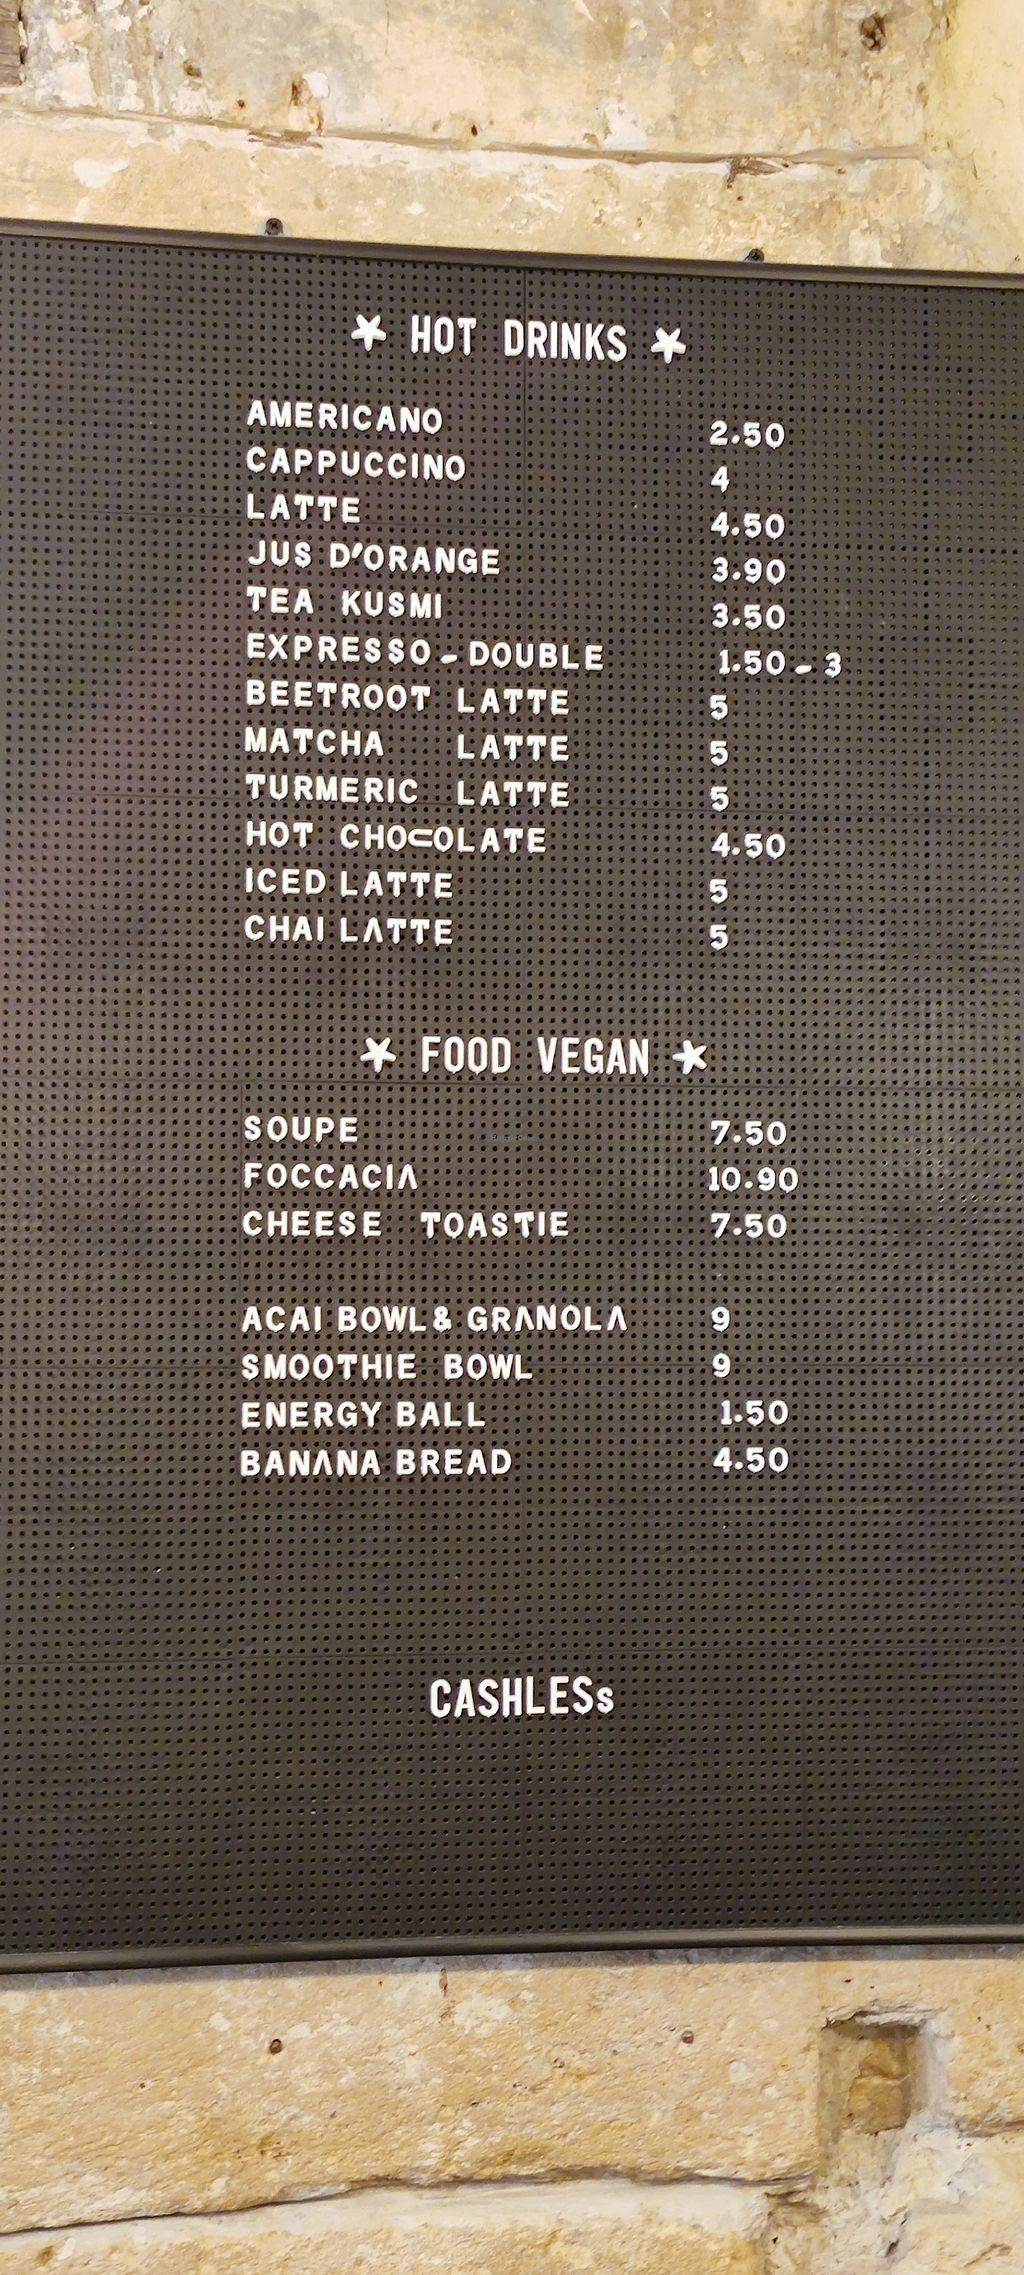 ★ HOT DRINKS ★
AMERICANO 2.50
CAPPUCCINO 4
LATTE 4.50
JUS D'ORANGE 3.90
TEA KUSMI 3.50
EXPRESSO-DOUBLE 1.50-3
BEETROOT LATTE 5
MATCHA LATTE 5
TURMERIC LATTE 5
HOT CHOCOLATE 4.50
ICED LATTE 5
CHAI LATTE 5
★ FOOD VEGAN ★
SOUPE 7.50
FOCCACIA 10.90
CHEESE TOASTIE 7.50
ACAI BOWL & GRANOLA 9
SMOOTHIE BOWL 9
ENERGY BALL 1.50
BANANA BREAD 4.50
CASHLESs